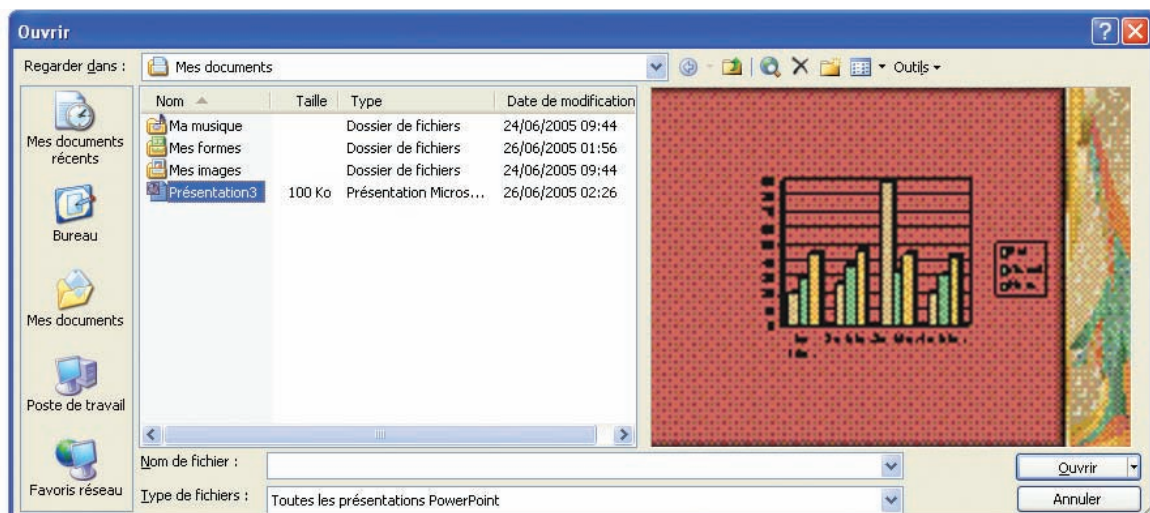 Ouvrir
Regarder dans : Mes documents Outils
Nom Taille Type Date de modification
Ma musique Dossier de fichiers 24/06/2005 09:44
Mes formes Dossier de fichiers 26/06/2005 01:56
Mes images Dossier de fichiers 24/06/2005 09:44
Présentation3 100 Ko Présentation Micros... 26/06/2005 02:26
Mes documents
récents
Bureau
Mes documents
Poste de travail
Favoris réseau
Nom de fichier :
Type de fichiers : Toutes les présentations PowerPoint
Ouvrir
Annuler